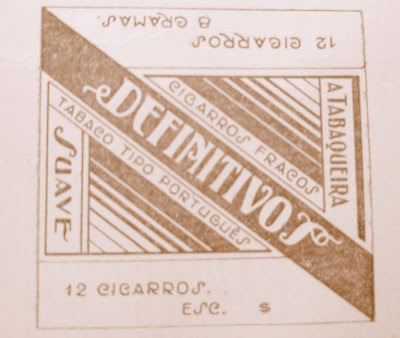 12 CIGARROS
8 GRAMAS.
A TABAQUEIRA
CIGARROS FRACOS
DEFINITIVOS
TABACO TIPO PORTUGUÊS
SUAVE
12 CIGARROS.
ESC. $